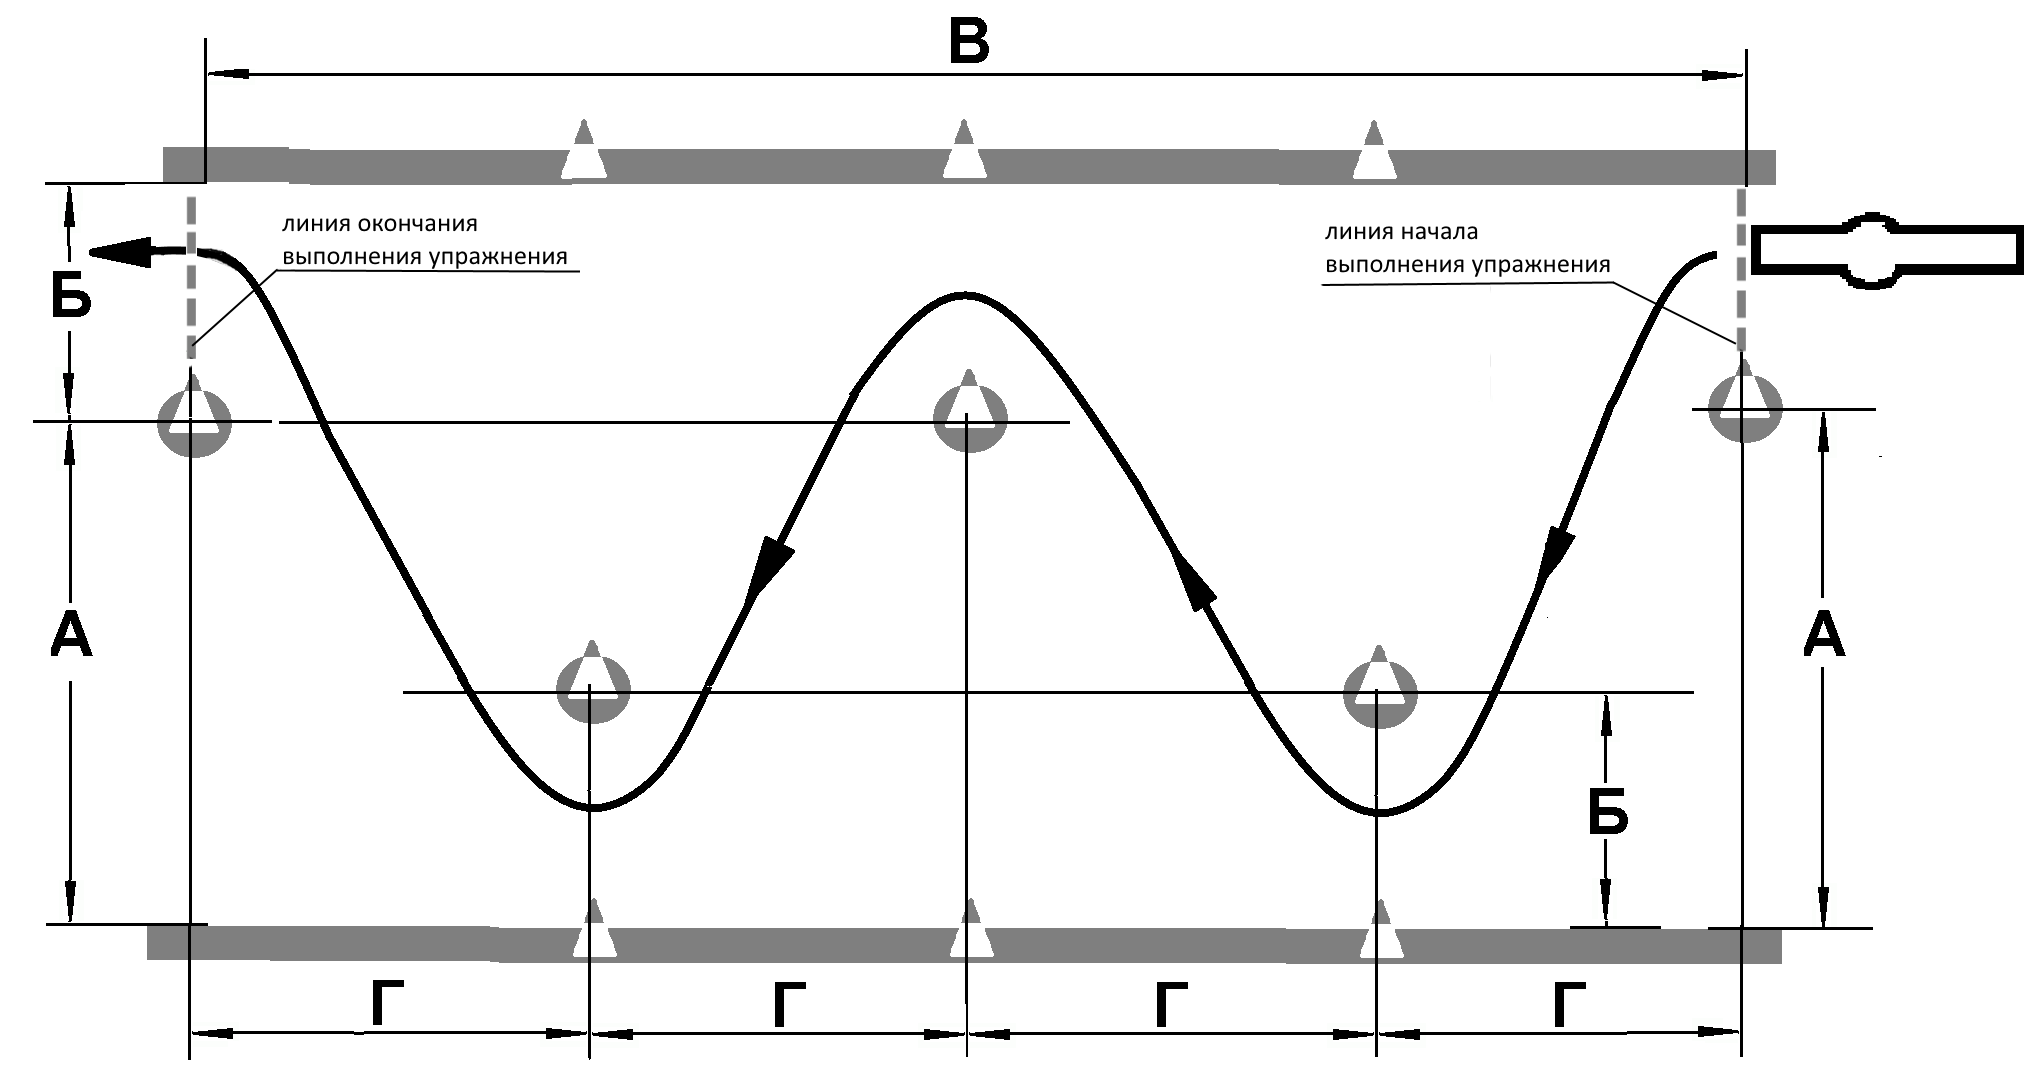 В
линия окончания
выполнения упражнения
линия начала
выполнения упражнения
Б
А
А
Б
Г
Г
Г
Г